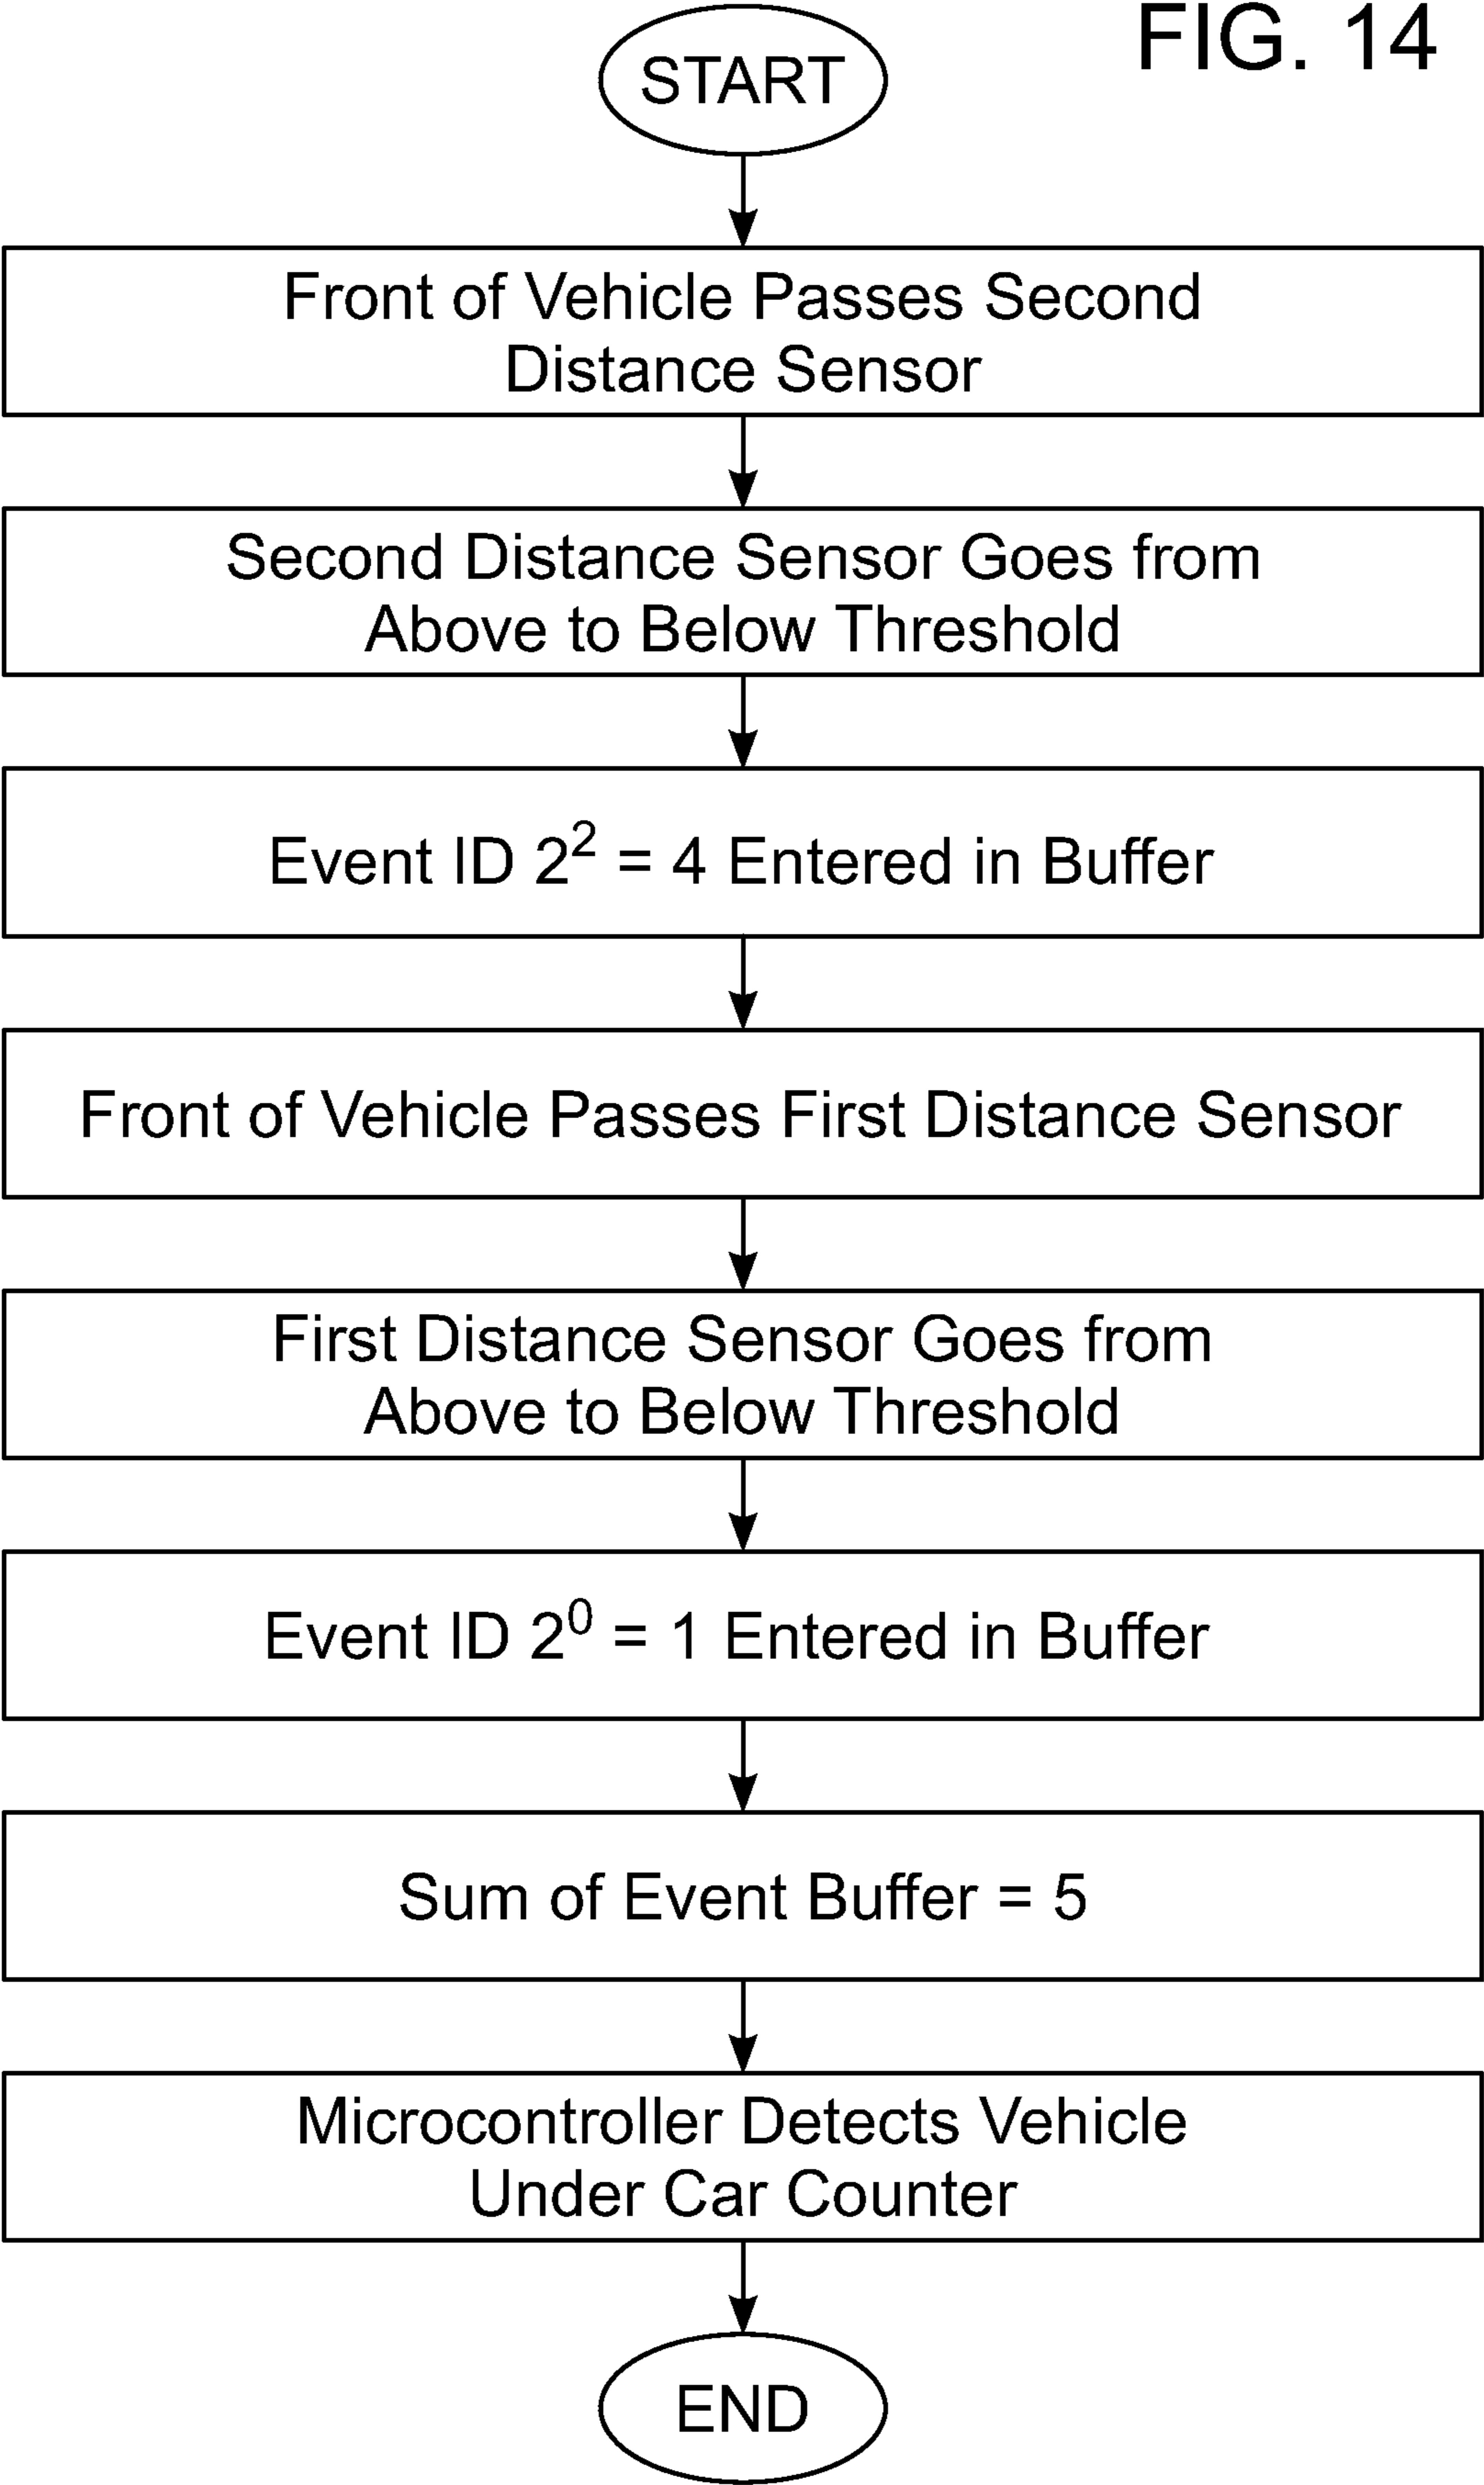 FIG. 14
START
Front of Vehicle Passes Second
Distance Sensor
Second Distance Sensor Goes from
Above to Below Threshold
Event ID 2² = 4 Entered in Buffer
Front of Vehicle Passes First Distance Sensor
First Distance Sensor Goes from
Above to Below Threshold
Event ID 2⁰ = 1 Entered in Buffer
Sum of Event Buffer = 5
Microcontroller Detects Vehicle
Under Car Counter
END